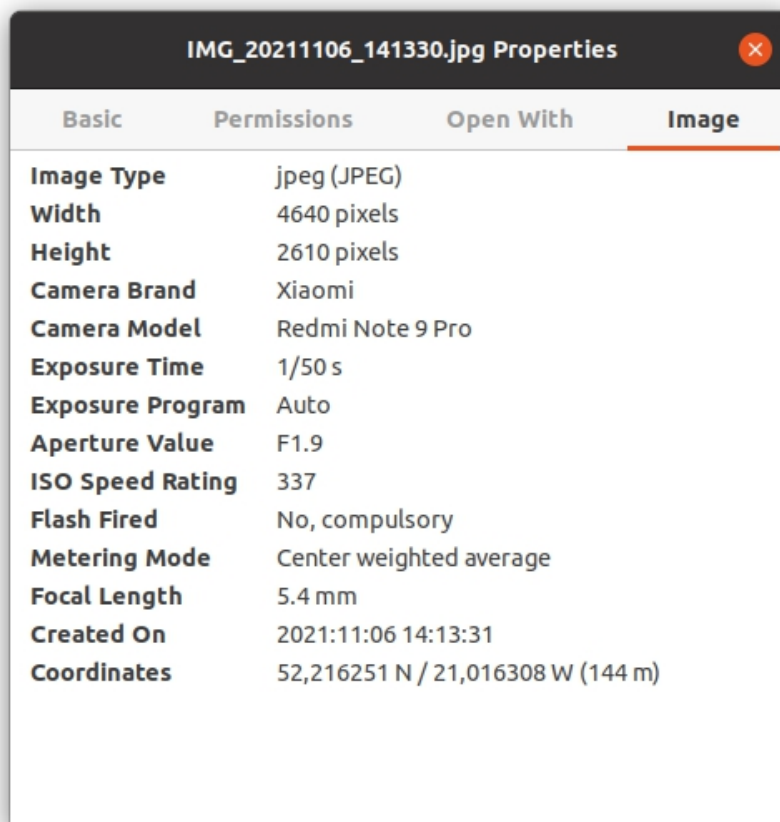 IMG_20211106_141330.jpg Properties
Basic Permissions Open With Image
Image Type jpeg (JPEG)
Width 4640 pixels
Height 2610 pixels
Camera Brand Xiaomi
Camera Model Redmi Note 9 Pro
Exposure Time 1/50 s
Exposure Program Auto
Aperture Value F1.9
ISO Speed Rating 337
Flash Fired No, compulsory
Metering Mode Center weighted average
Focal Length 5.4 mm
Created On 2021:11:06 14:13:31
Coordinates 52,216251 N / 21,016308 W (144 m)